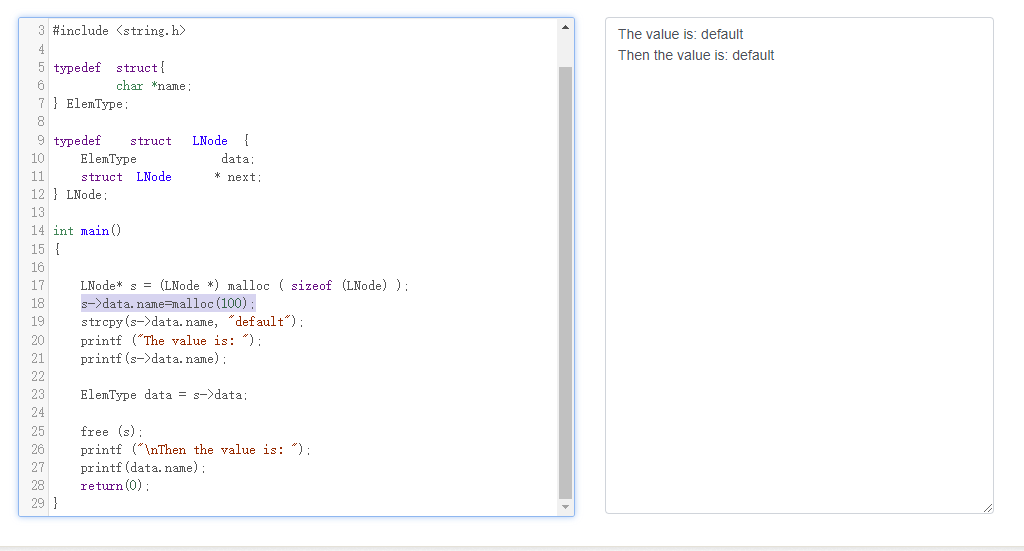 3 #include <string.h>
4
5 typedef struct{
6 char *name;
7 } ElemType;
8
9 typedef struct LNode {
10 ElemType data;
11 struct LNode * next;
12 } LNode;
13
14 int main()
15 {
16
17 LNode* s = (LNode *) malloc ( sizeof (LNode) );
18 s->data.name=malloc(100);
19 strcpy(s->data.name, "default");
20 printf ("The value is: ");
21 printf(s->data.name);
22
23 ElemType data = s->data;
24
25 free (s);
26 printf ("\nThen the value is: ");
27 printf(data.name);
28 return(0);
29 }
The value is: default
Then the value is: default